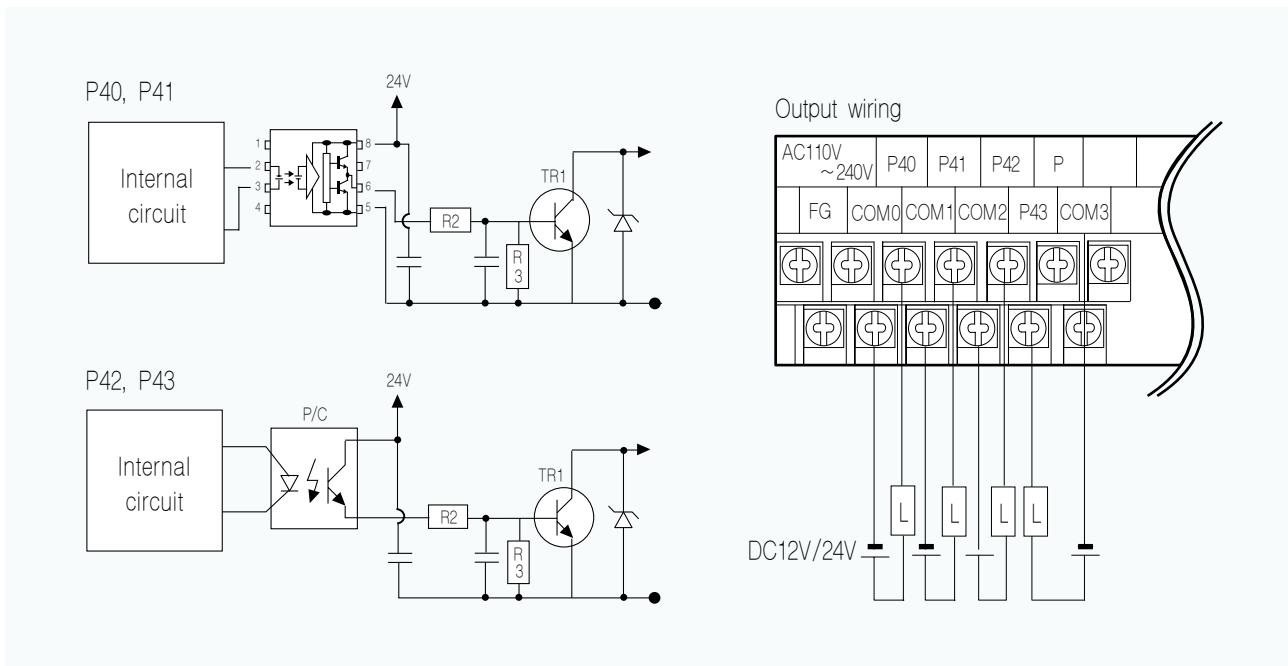 P40, P41
24V
Internal
circuit
1
2
3
4
8
7
6
5
R2
R
3
TR1
P42, P43
24V
P/C
Internal
circuit
R2
R
3
TR1
Output wiring
AC110V
~240V
P40
P41
P42
P
FG
COM0
COM1
COM2
P43
COM3
L
L
L
L
DC12V/24V